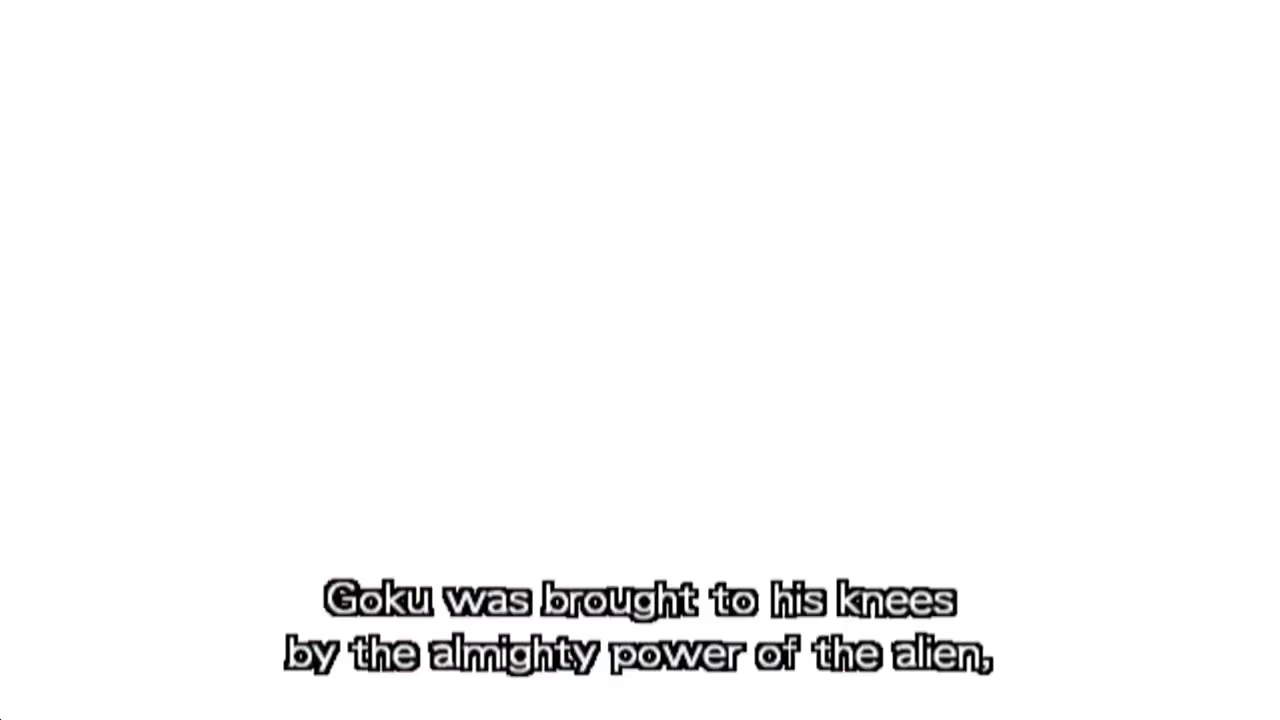 Goku was brought to his knees
by the almighty power of the alien,